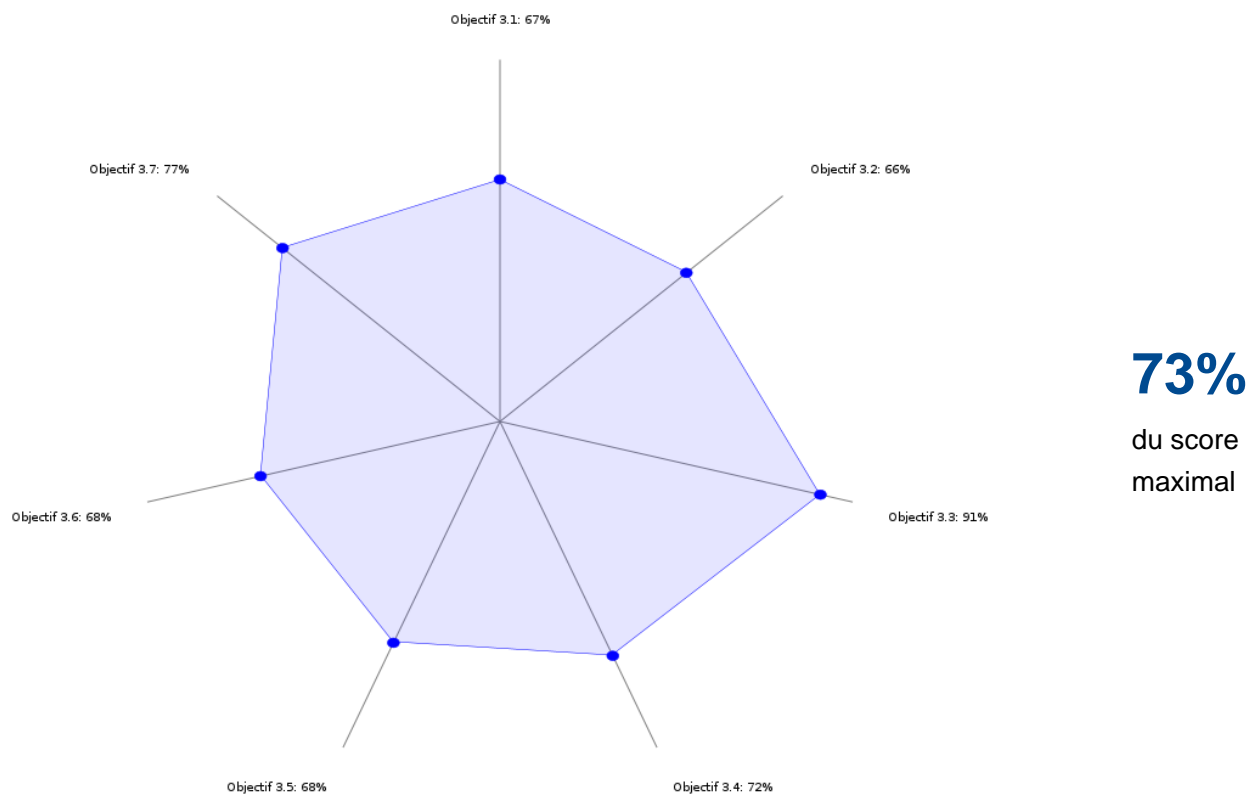 Objectif 3.1: 67%
Objectif 3.7: 77%
Objectif 3.2: 66%
73%
du score
maximal
Objectif 3.6: 68%
Objectif 3.3: 91%
Objectif 3.5: 68%
Objectif 3.4: 72%